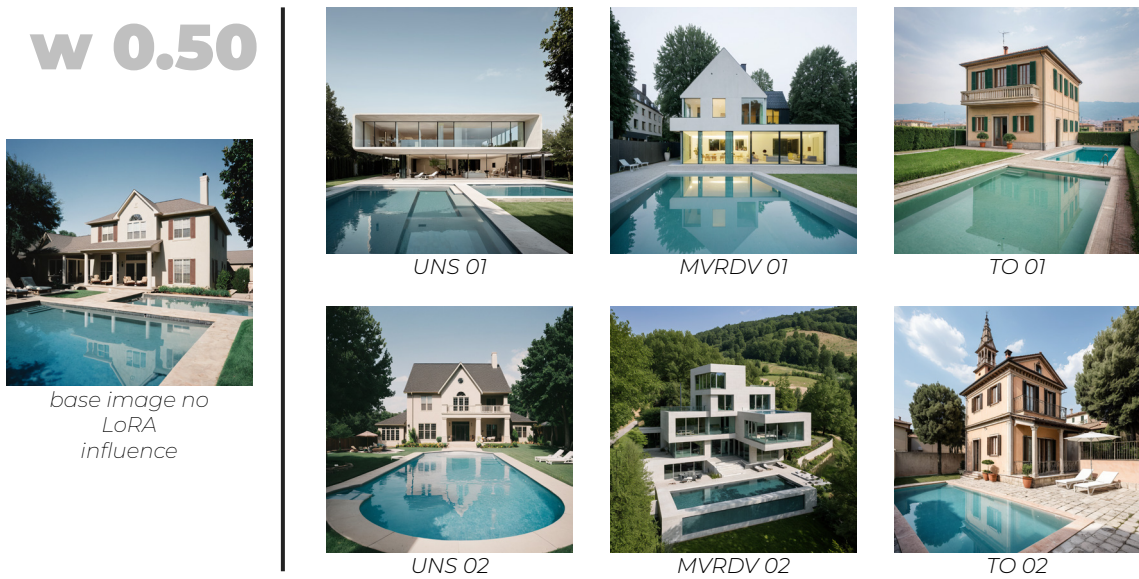 w 0.50
base image no
LoRA
influence
UNS 01
MVRDV 01
TO 01
UNS 02
MVRDV 02
TO 02